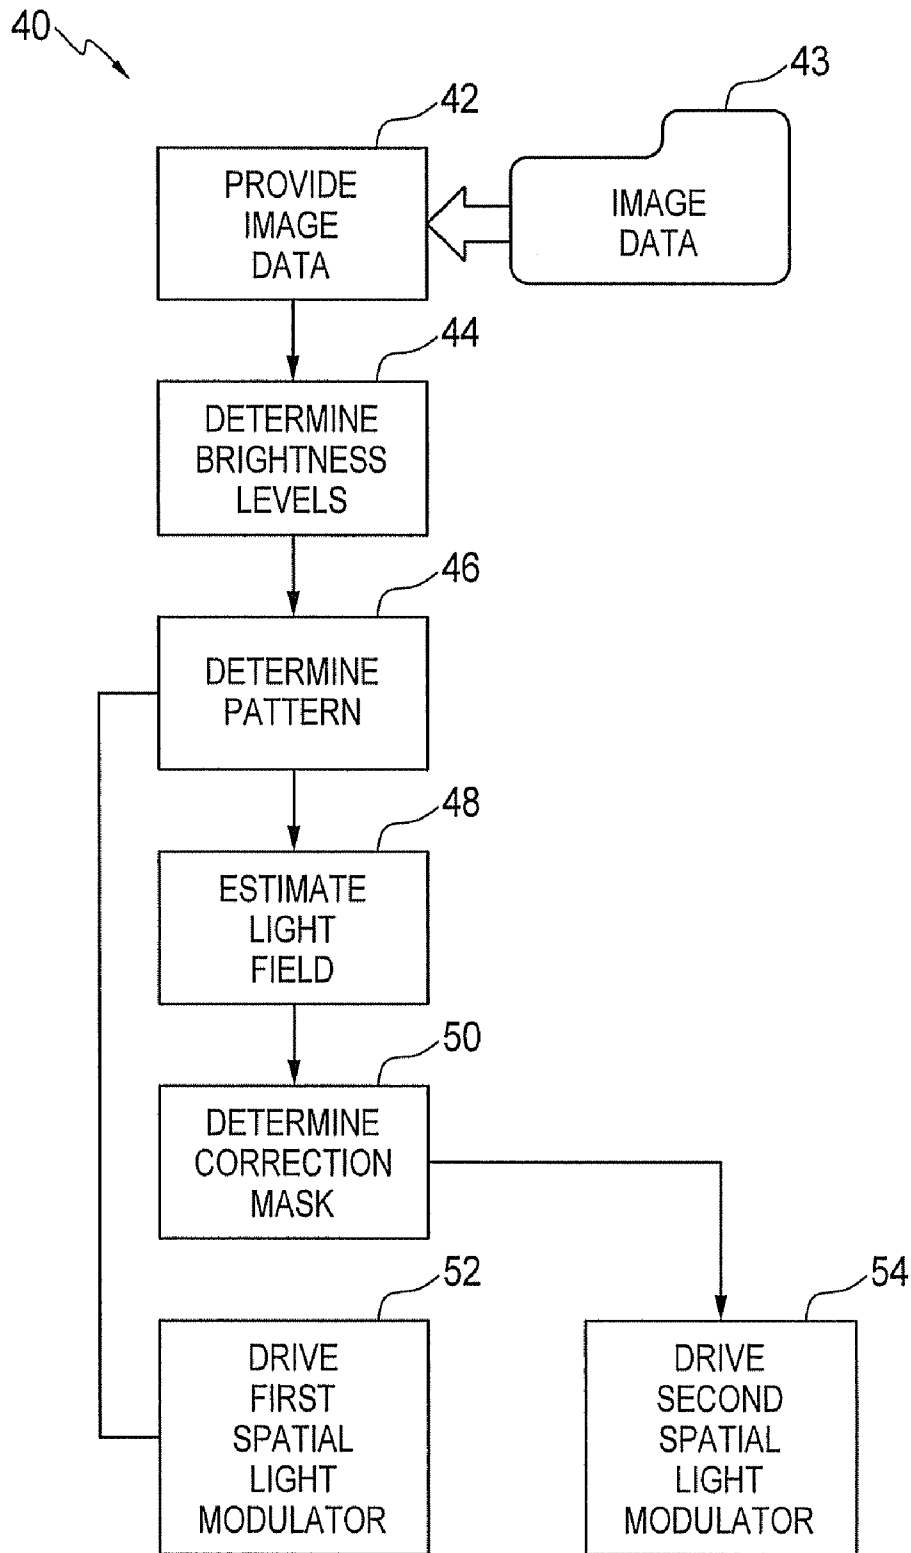 40
42
43
PROVIDE
IMAGE
DATA
IMAGE
DATA
44
DETERMINE
BRIGHTNESS
LEVELS
46
DETERMINE
PATTERN
48
ESTIMATE
LIGHT
FIELD
50
DETERMINE
CORRECTION
MASK
52
DRIVE
FIRST
SPATIAL
LIGHT
MODULATOR
54
DRIVE
SECOND
SPATIAL
LIGHT
MODULATOR